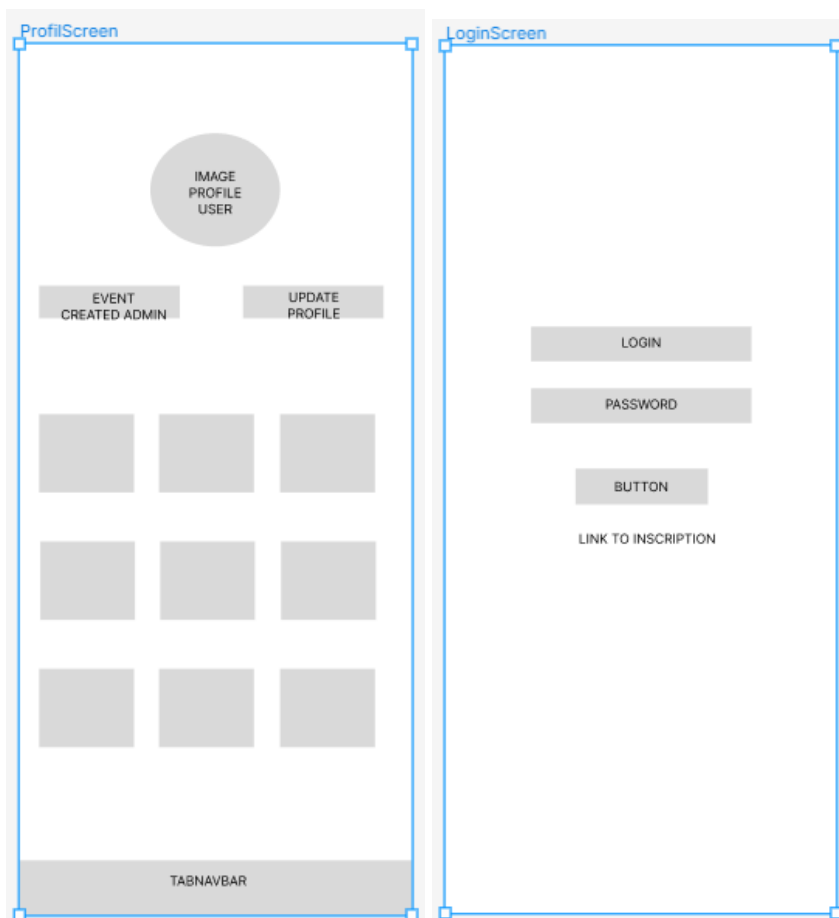 ProfilScreen
IMAGE
PROFILE
USER
EVENT
CREATED ADMIN
UPDATE
PROFILE
TABNAVBAR
LoginScreen
LOGIN
PASSWORD
BUTTON
LINK TO INSCRIPTION